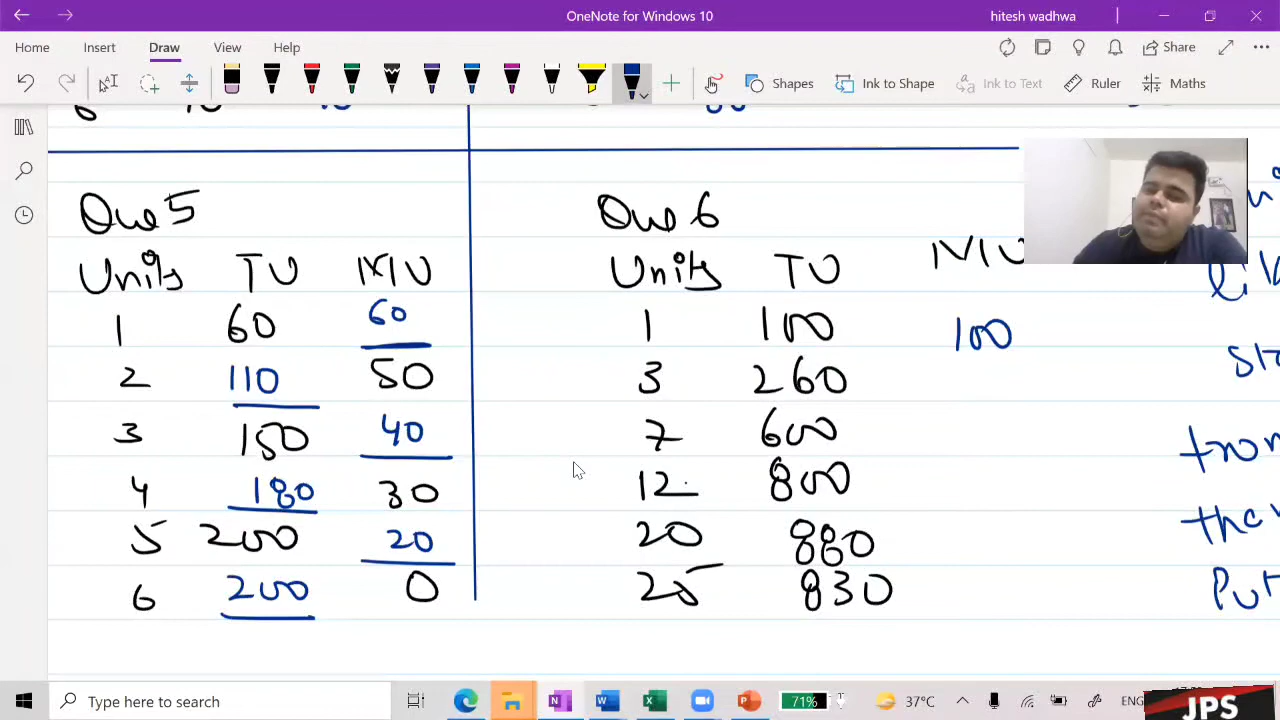 OneNote for Windows 10
hitesh wadhwa
Home Insert Draw View Help
Share
Shapes Ink to Shape Ink to Text Ruler Maths
Que 5
Units TU MU
1 60 60
2 110 50
3 150 40
4 180 30
5 200 20
6 200 0
Que 6
Units TU MU
1 100 100
3 260
7 600
12 800
20 880
25 830
from
Type here to search
71%
37°C
ENG
JPS